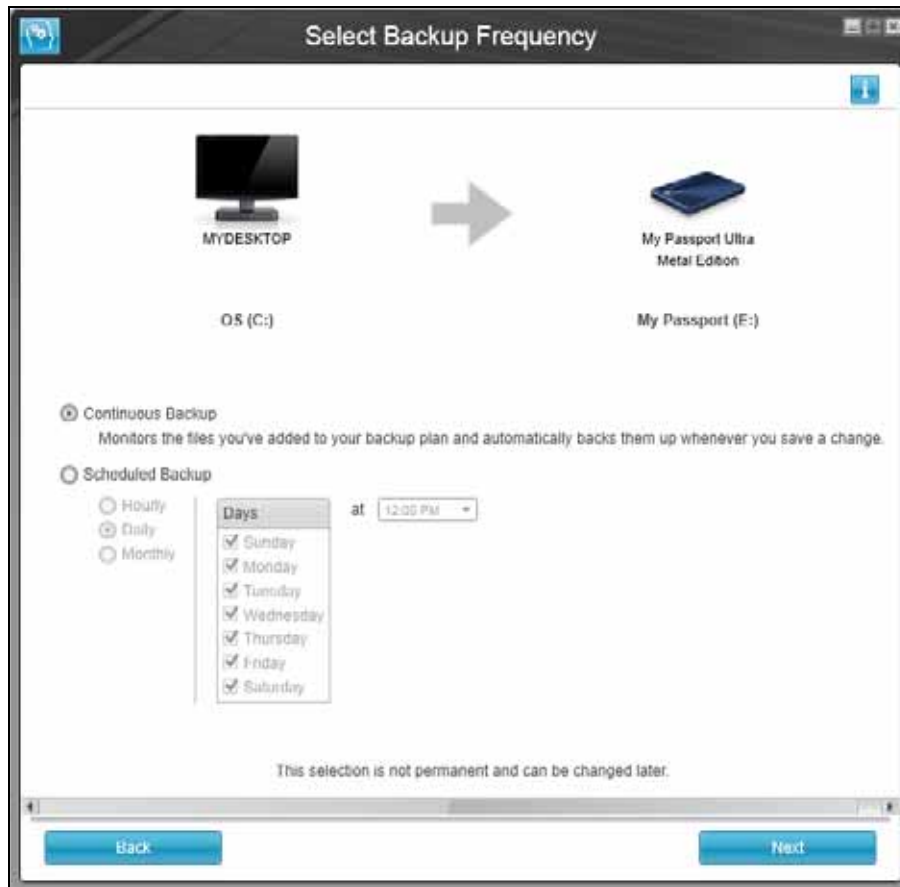 Select Backup Frequency
MYDESKTOP
My Passport Ultra
Metal Edition
OS (C:)
My Passport (E:)
Continuous Backup
Monitors the files you've added to your backup plan and automatically backs them up whenever you save a change.
Scheduled Backup
Hourly
Daily
Monthly
Days
at
12:00 PM
Sunday
Monday
Tuesday
Wednesday
Thursday
Friday
Saturday
This selection is not permanent and can be changed later.
Back
Next